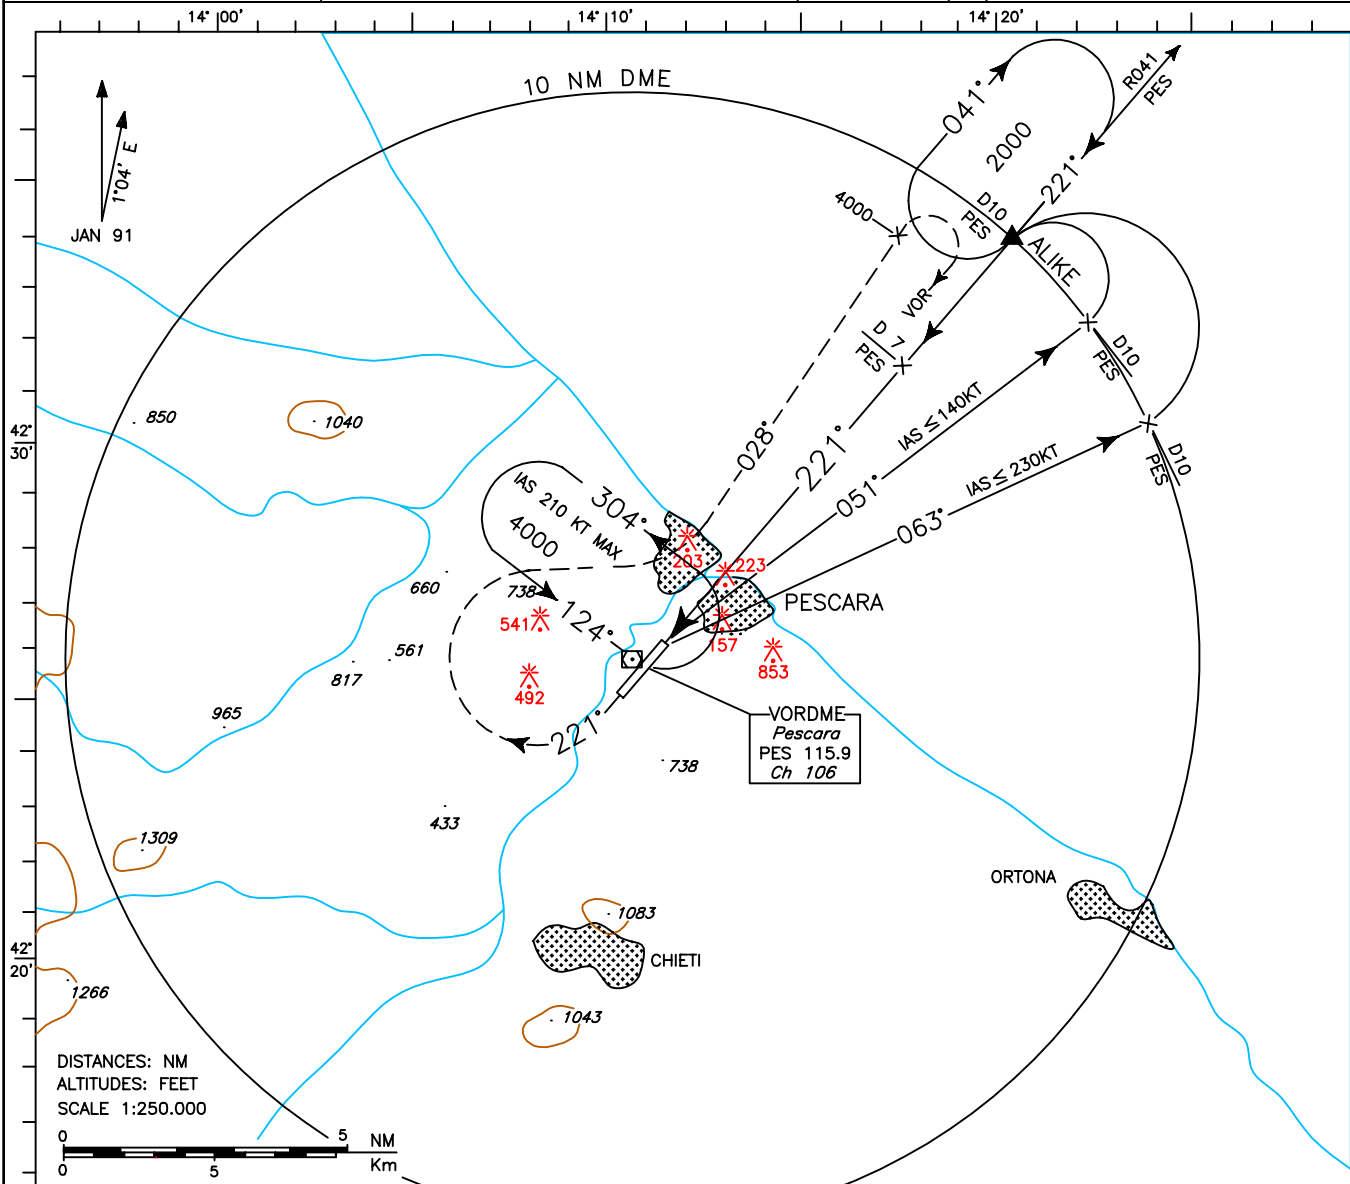 14°00'
14°10'
14°20'
10 NM DME
R041
PES
041°
2000
221°
1°04' E
JAN 91
4000
D10
PES
ALIKE
VOR
D 7
PES
D10
PES
IAS ≤ 140KT
850
1040
028°
221°
42°
30'
D10
PES
IAS ≤ 230KT
051°
063°
IAS 210 KT MAX
304°
4000
203
223
660
738
PESCARA
541
124°
157
561
817
853
492
965
221°
VORDME
Pescara
PES 115.9
Ch 106
738
433
1309
ORTONA
1083
42°
20'
CHIETI
1266
1043
DISTANCES: NM
ALTITUDES: FEET
SCALE 1:250.000
0 5 NM
0 5 Km